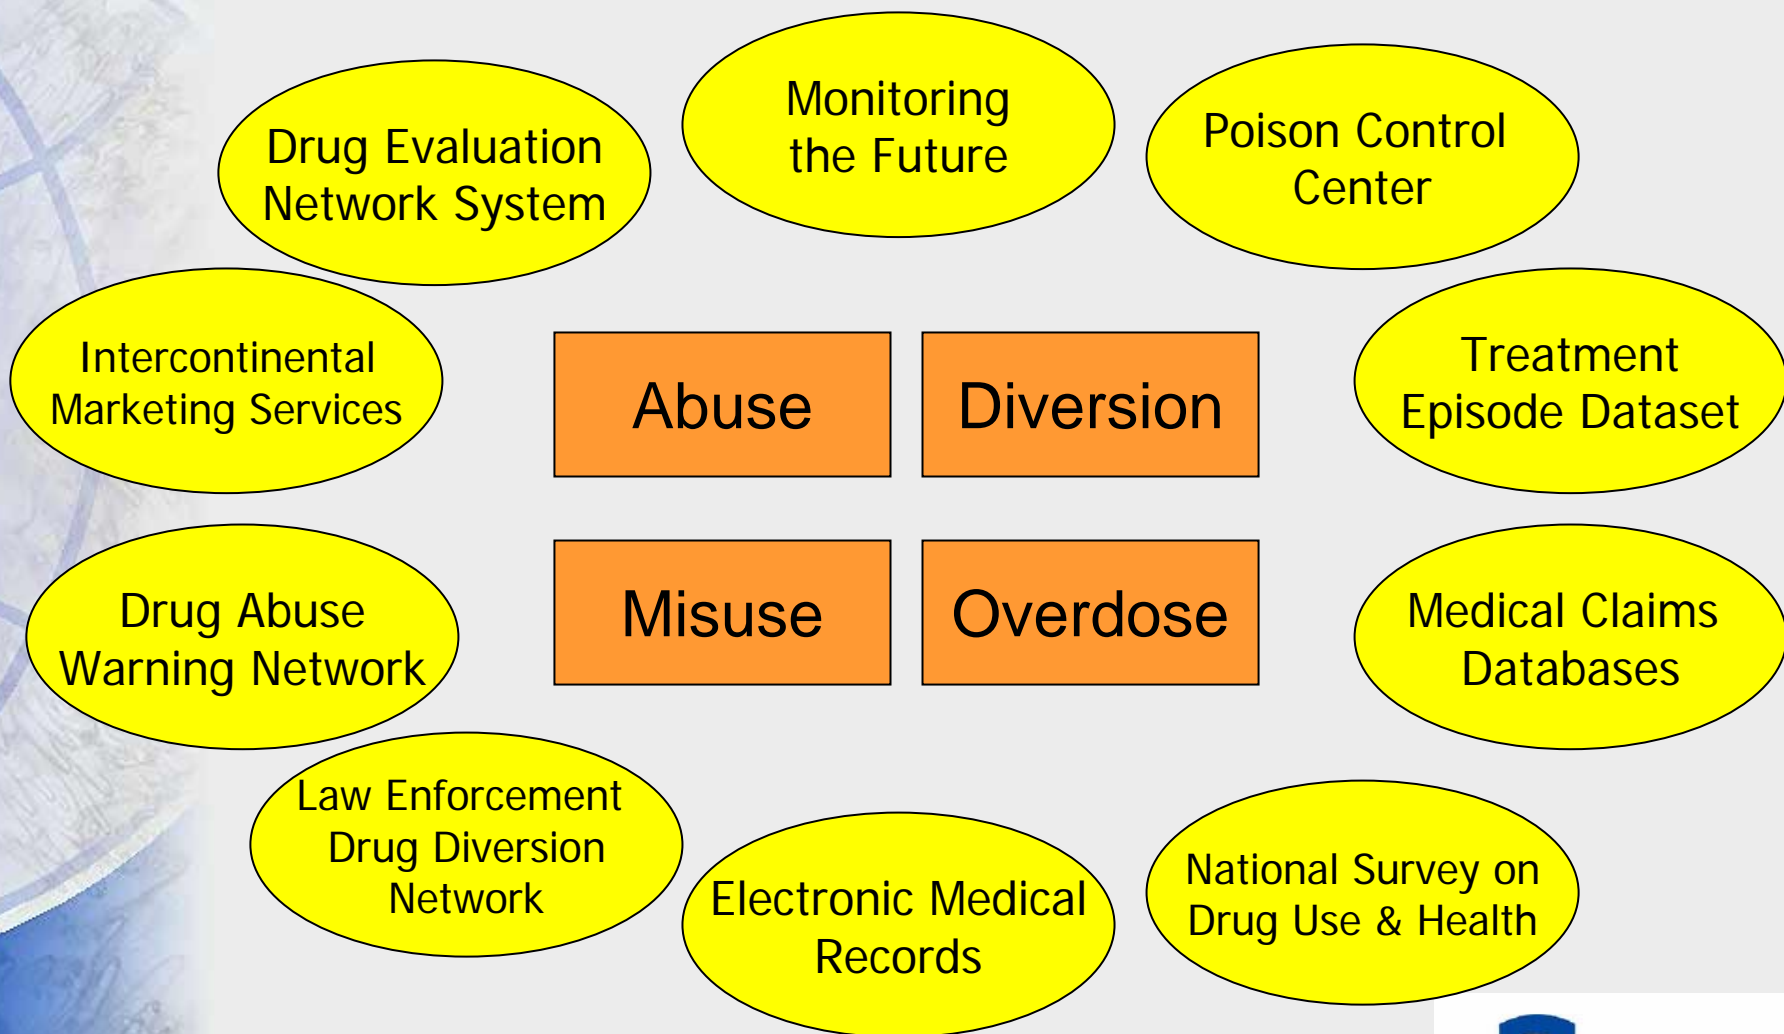 Monitoring
the Future
Drug Evaluation
Network System
Poison Control
Center
Intercontinental
Marketing Services
Abuse
Diversion
Treatment
Episode Dataset
Drug Abuse
Warning Network
Misuse
Overdose
Medical Claims
Databases
Law Enforcement
Drug Diversion
Network
Electronic Medical
Records
National Survey on
Drug Use & Health